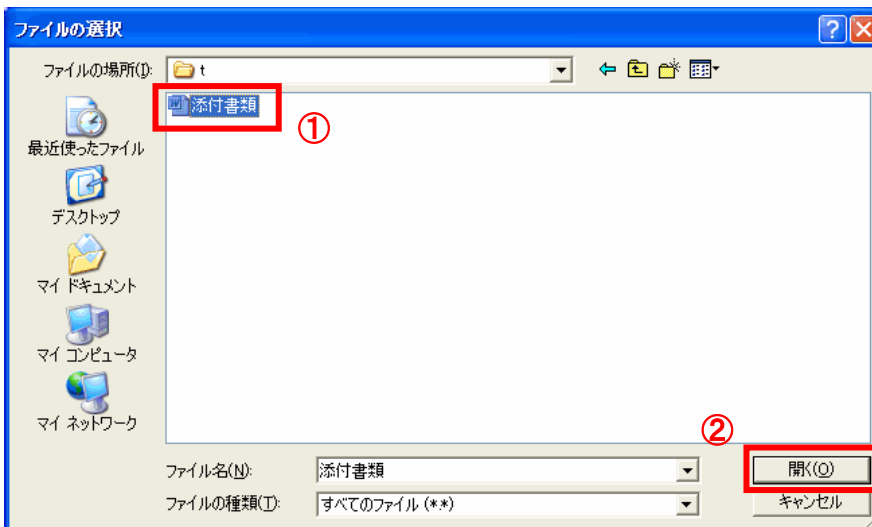 ファイルの選択
ファイルの場所(I): t
添付書類
①
最近使ったファイル
デスクトップ
マイ ドキュメント
マイ コンピュータ
マイ ネットワーク
②
ファイル名(N): 添付書類 開く(O)
ファイルの種類(T): すべてのファイル (**) キャンセル